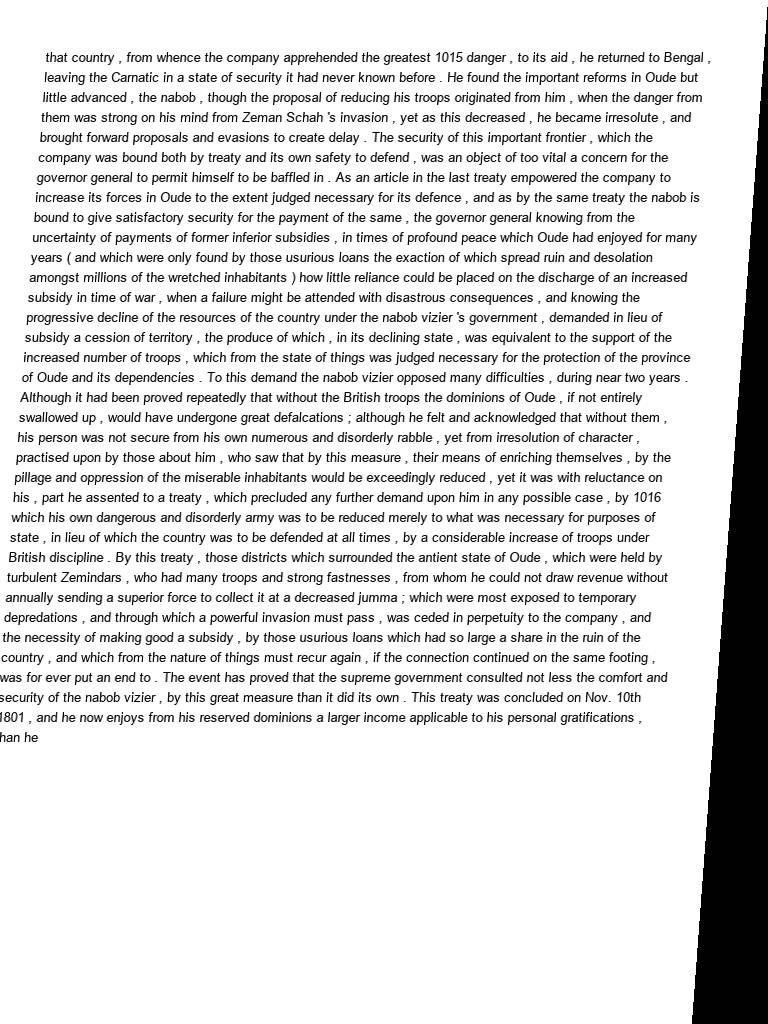 that country , from whence the company apprehended the greatest 1015 danger , to its aid , he returned to Bengal ,
leaving the Carnatic in a state of security it had never known before . He found the important reforms in Oude but
little advanced , the nabob , though the proposal of reducing his troops originated from him , when the danger from
them was strong on his mind from Zeman Schah 's invasion , yet as this decreased , he became irresolute , and
brought forward proposals and evasions to create delay . The security of this important frontier , which the
company was bound both by treaty and its own safety to defend , was an object of too vital a concern for the
governor general to permit himself to be baffled in . As an article in the last treaty empowered the company to
increase its forces in Oude to the extent judged necessary for its defence , and as by the same treaty the nabob is
bound to give satisfactory security for the payment of the same , the governor general knowing from the
uncertainty of payments of former inferior subsidies , in times of profound peace which Oude had enjoyed for many
years ( and which were only found by those usurious loans the exaction of which spread ruin and desolation
amongst millions of the wretched inhabitants ) how little reliance could be placed on the discharge of an increased
subsidy in time of war , when a failure might be attended with disastrous consequences , and knowing the
progressive decline of the resources of the country under the nabob vizier 's government , demanded in lieu of
subsidy a cession of territory , the produce of which , in its declining state , was equivalent to the support of the
increased number of troops , which from the state of things was judged necessary for the protection of the province
of Oude and its dependencies . To this demand the nabob vizier opposed many difficulties , during near two years .
Although it had been proved repeatedly that without the British troops the dominions of Oude , if not entirely
swallowed up , would have undergone great defalcations ; although he felt and acknowledged that without them ,
his person was not secure from his own numerous and disorderly rabble , yet from irresolution of character ,
practised upon by those about him , who saw that by this measure , their means of enriching themselves , by the
pillage and oppression of the miserable inhabitants would be exceedingly reduced , yet it was with reluctance on
his , part he assented to a treaty , which precluded any further demand upon him in any possible case , by 1016
which his own dangerous and disorderly army was to be reduced merely to what was necessary for purposes of
state , in lieu of which the country was to be defended at all times , by a considerable increase of troops under
British discipline . By this treaty , those districts which surrounded the antient state of Oude , which were held by
turbulent Zemindars , who had many troops and strong fastnesses , from whom he could not draw revenue without
annually sending a superior force to collect it at a decreased jumma ; which were most exposed to temporary
depredations , and through which a powerful invasion must pass , was ceded in perpetuity to the company , and
the necessity of making good a subsidy , by those usurious loans which had so large a share in the ruin of the
country , and which from the nature of things must recur again , if the connection continued on the same footing ,
was for ever put an end to . The event has proved that the supreme government consulted not less the comfort and
security of the nabob vizier , by this great measure than it did its own . This treaty was concluded on Nov. 10th
1801 , and he now enjoys from his reserved dominions a larger income applicable to his personal gratifications ,
han he